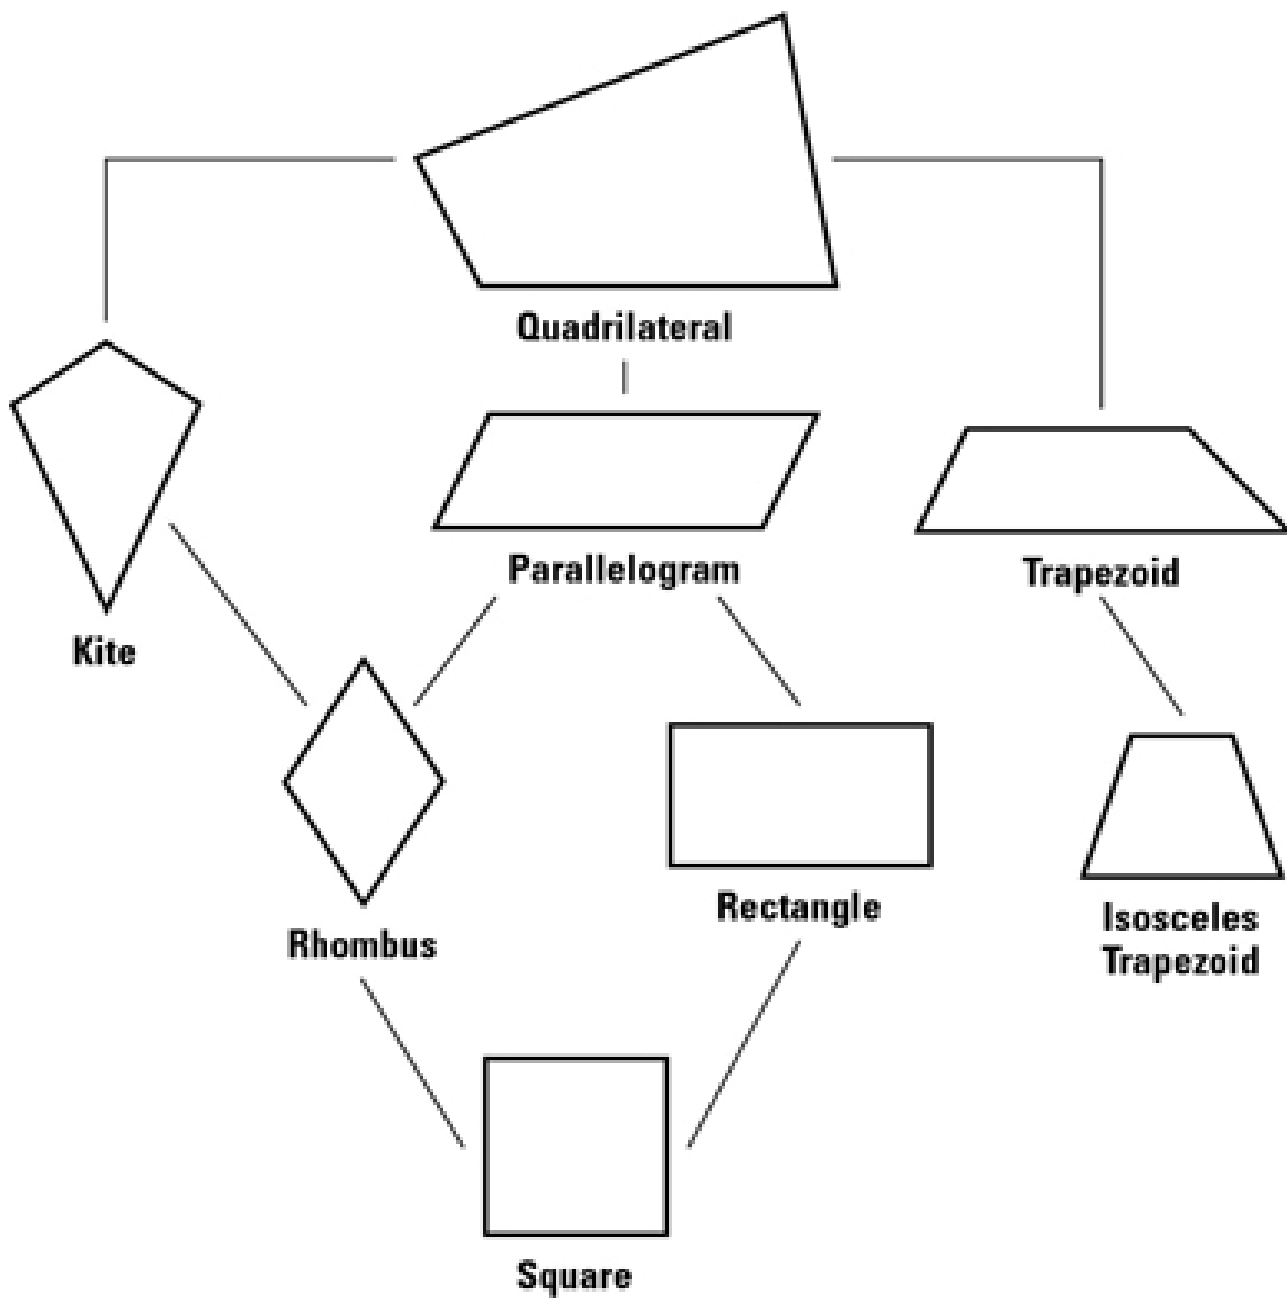 Quadrilateral
Parallelogram
Trapezoid
Kite
Rectangle
Isosceles
Trapezoid
Rhombus
Square